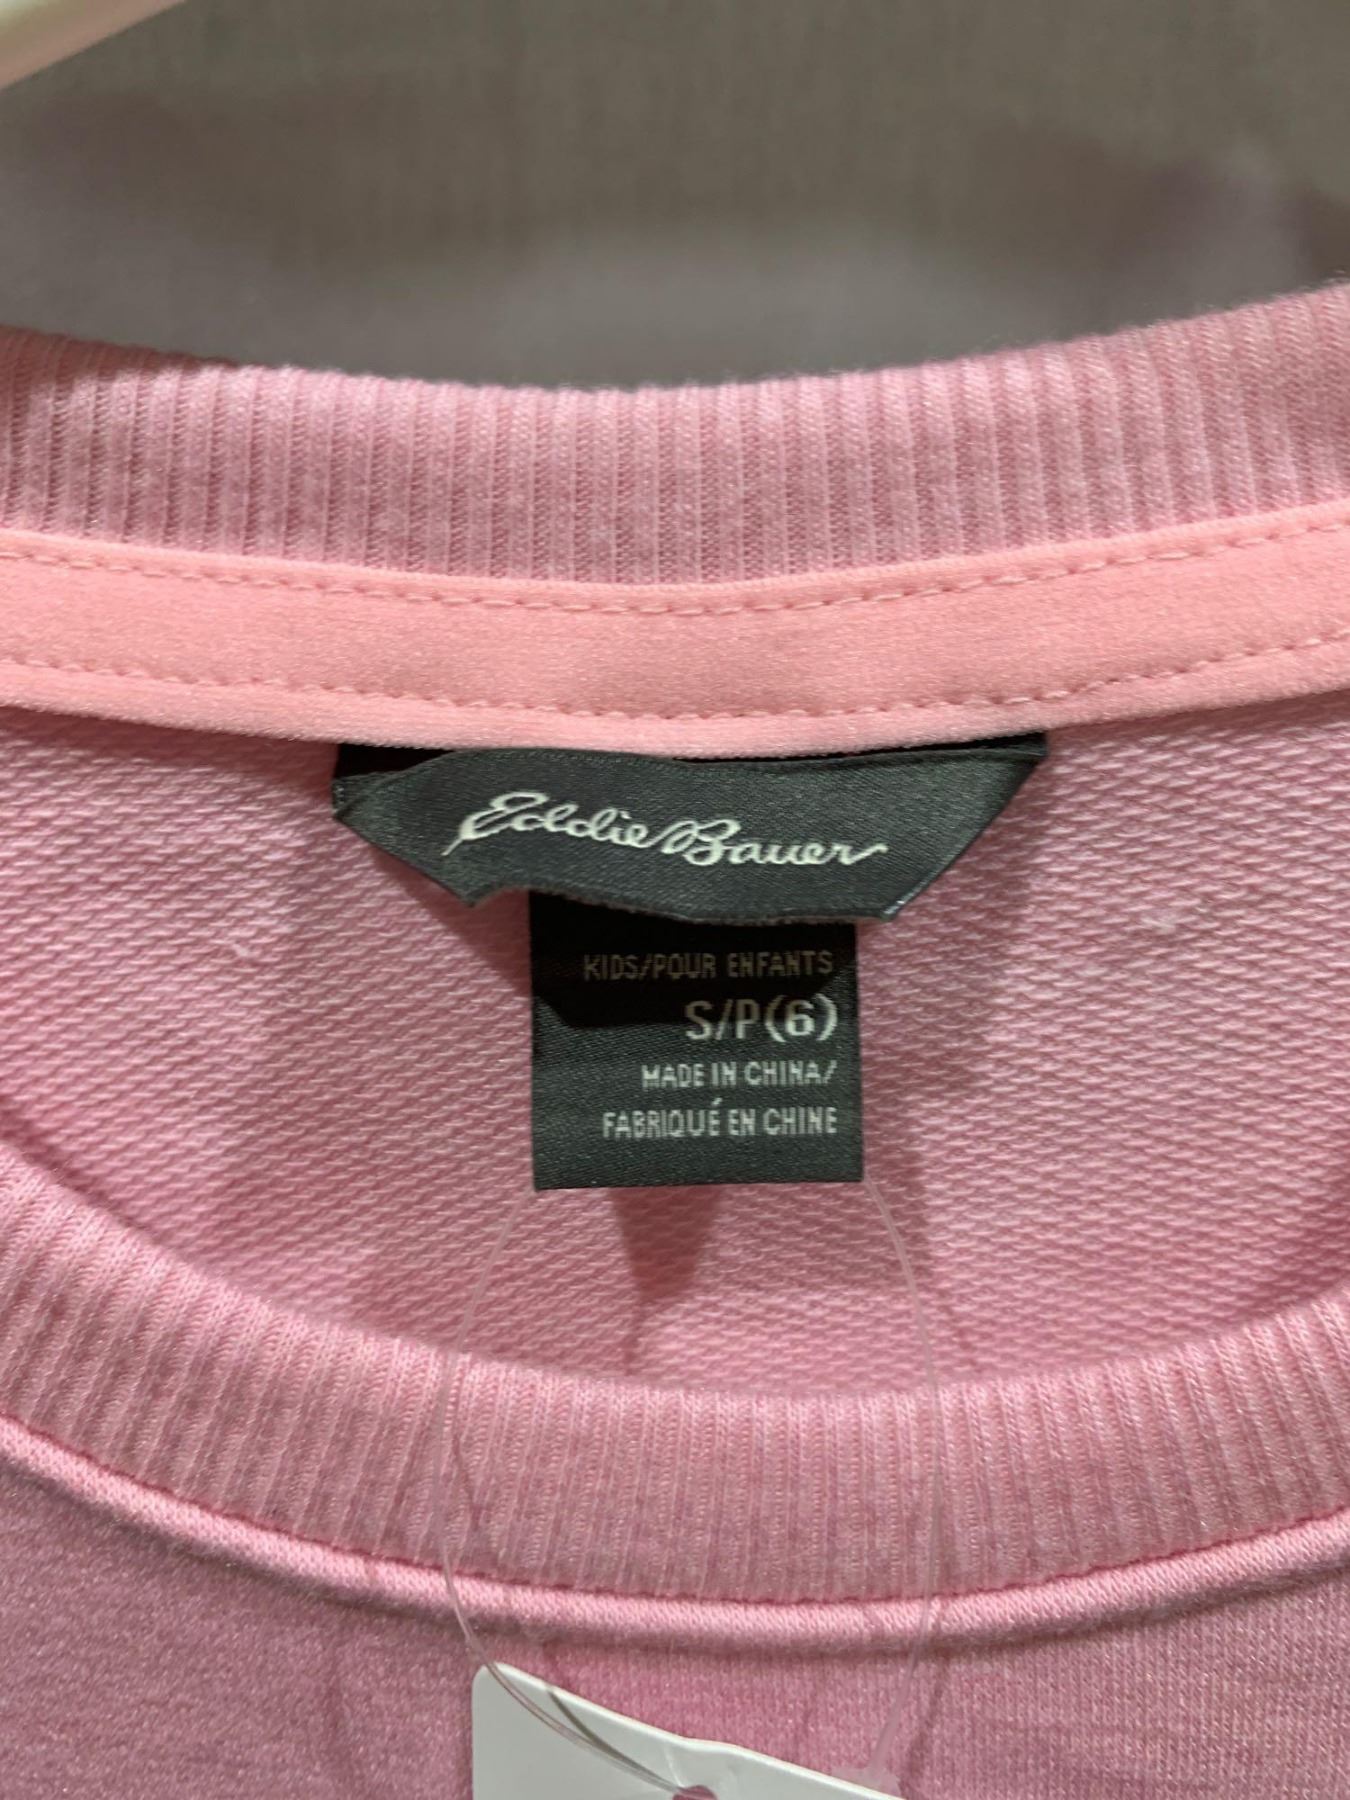 Eddie Bauer
KIDS/POUR ENFANTS
S/P(6)
MADE IN CHINA/
FABRIQUÉ EN CHINE